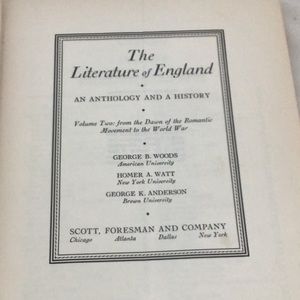 The
Literature of England
AN ANTHOLOGY AND A HISTORY
Volume Two: from the Dawn of the Romantic
Movement to the World War
GEORGE B. WOODS
American University
HOMER A. WATT
New York University
GEORGE K. ANDERSON
Brown University
SCOTT, FORESMAN AND COMPANY
Chicago Atlanta Dallas New York